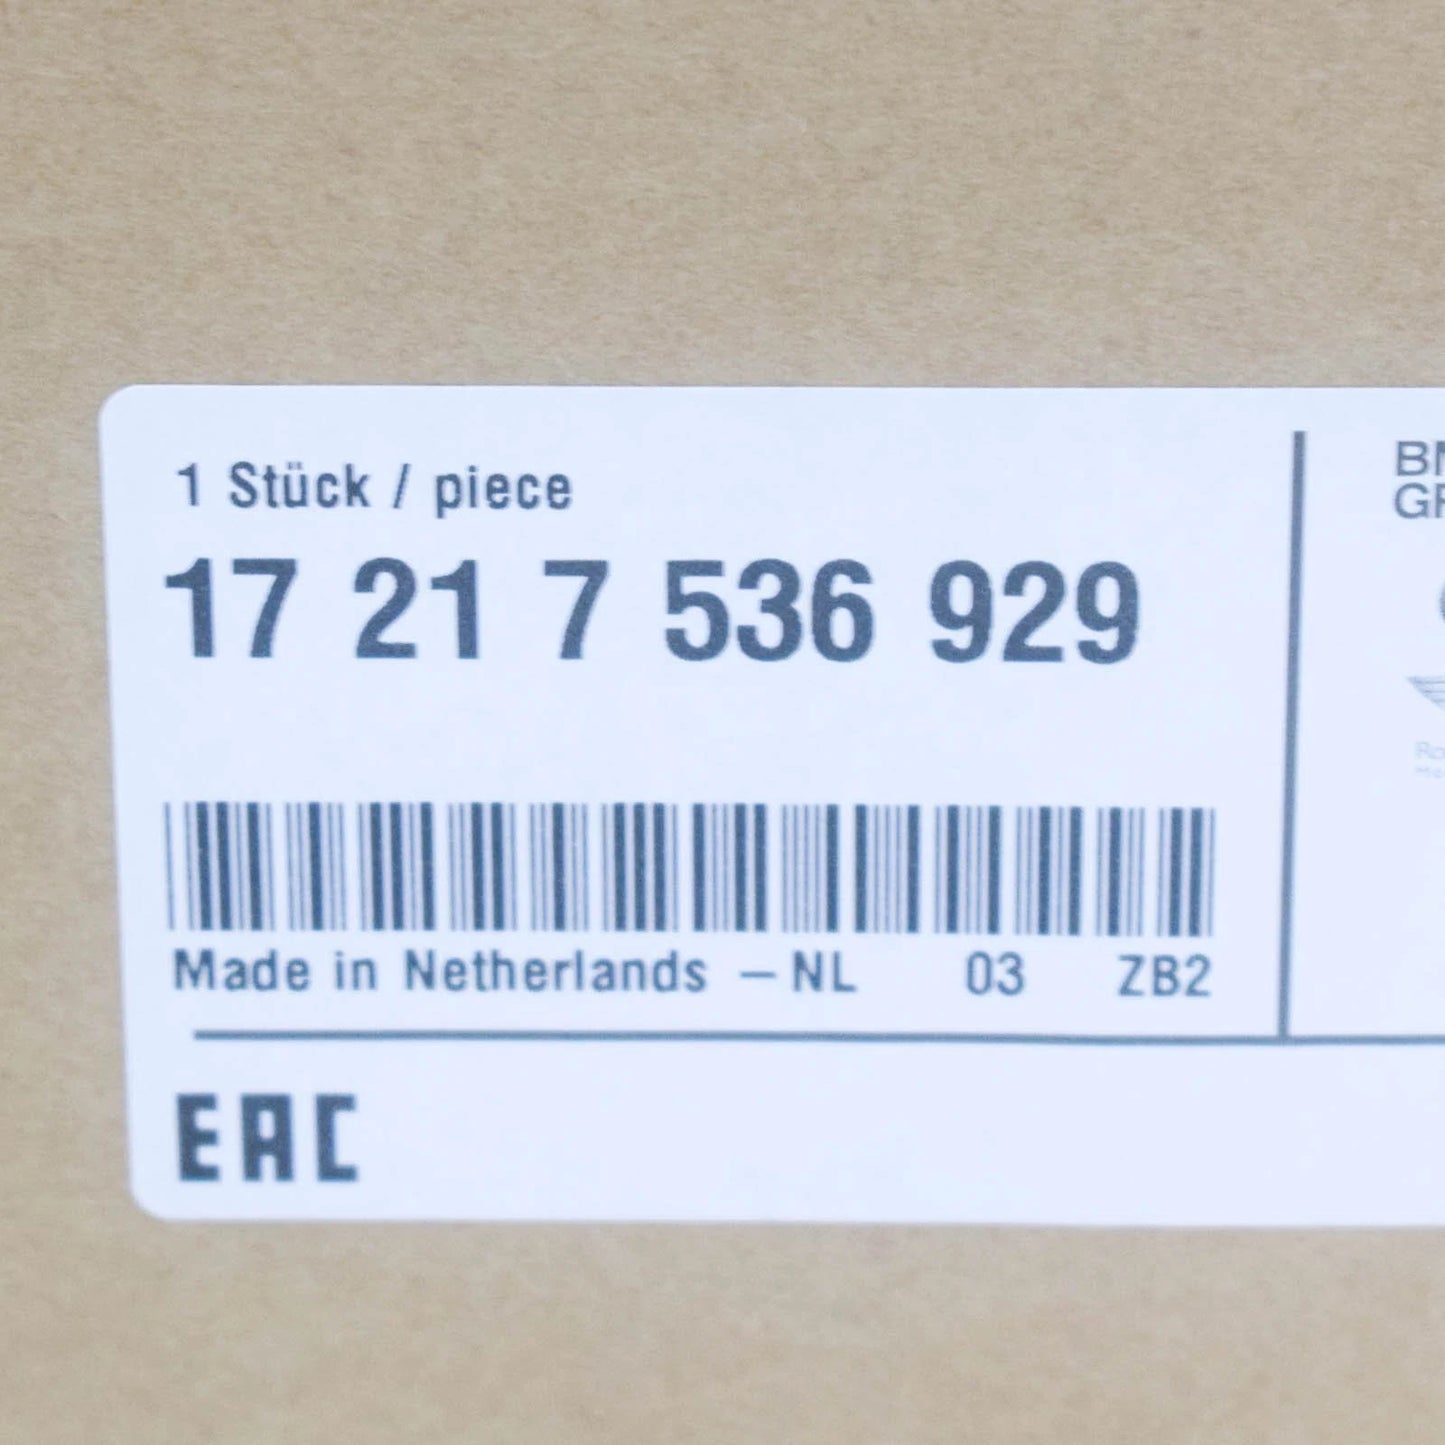 1 Stück / piece
17 21 7 536 929
Made in Netherlands – NL 03 ZB2
EAC